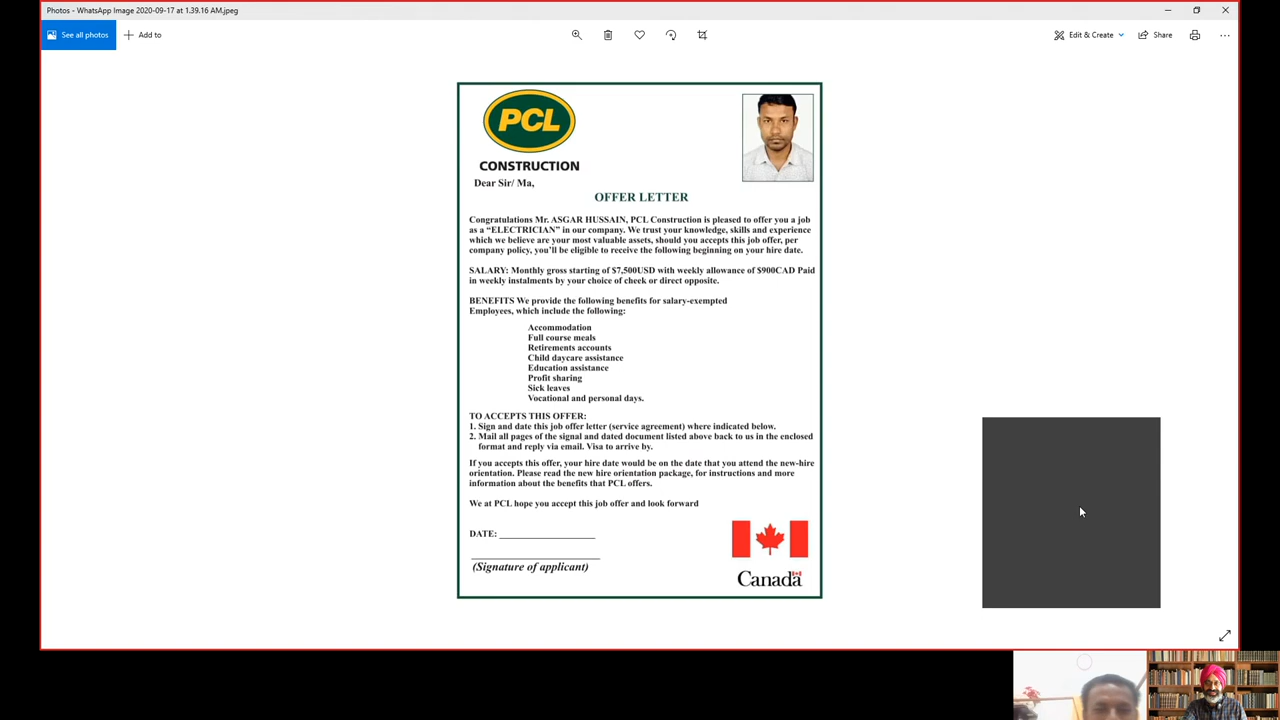 Photos - WhatsApp Image 2020-09-17 at 1.39.16 AM.jpeg
See all photos
Add to
Edit & Create
Share
PCL
CONSTRUCTION
Dear Sir/ Ma,
OFFER LETTER
Congratulations Mr. ASGAR HUSSAIN, PCL Construction is pleased to offer you a job
as a “ELECTRICIAN” in our company. We trust your knowledge, skills and experience
which we believe are your most valuable assets, should you accepts this job offer, per
company policy, you’ll be eligible to receive the following beginning on your hire date.
SALARY: Monthly gross starting of $7,500USD with weekly allowance of $900CAD Paid
in weekly instalments by your choice of cheek or direct opposite.
BENEFITS We provide the following benefits for salary-exempted
Employees, which include the following:
Accommodation
Full course meals
Retirements accounts
Child daycare assistance
Education assistance
Profit sharing
Sick leaves
Vocational and personal days.
TO ACCEPTS THIS OFFER:
1. Sign and date this job offer letter (service agreement) where indicated below.
2. Mail all pages of the signal and dated document listed above back to us in the enclosed
format and reply via email. Visa to arrive by.
If you accepts this offer, your hire date would be on the date that you attend the new-hire
orientation. Please read the new hire orientation package, for instructions and more
information about the benefits that PCL offers.
We at PCL hope you accept this job offer and look forward
DATE: ____________________
(Signature of applicant)
Canada